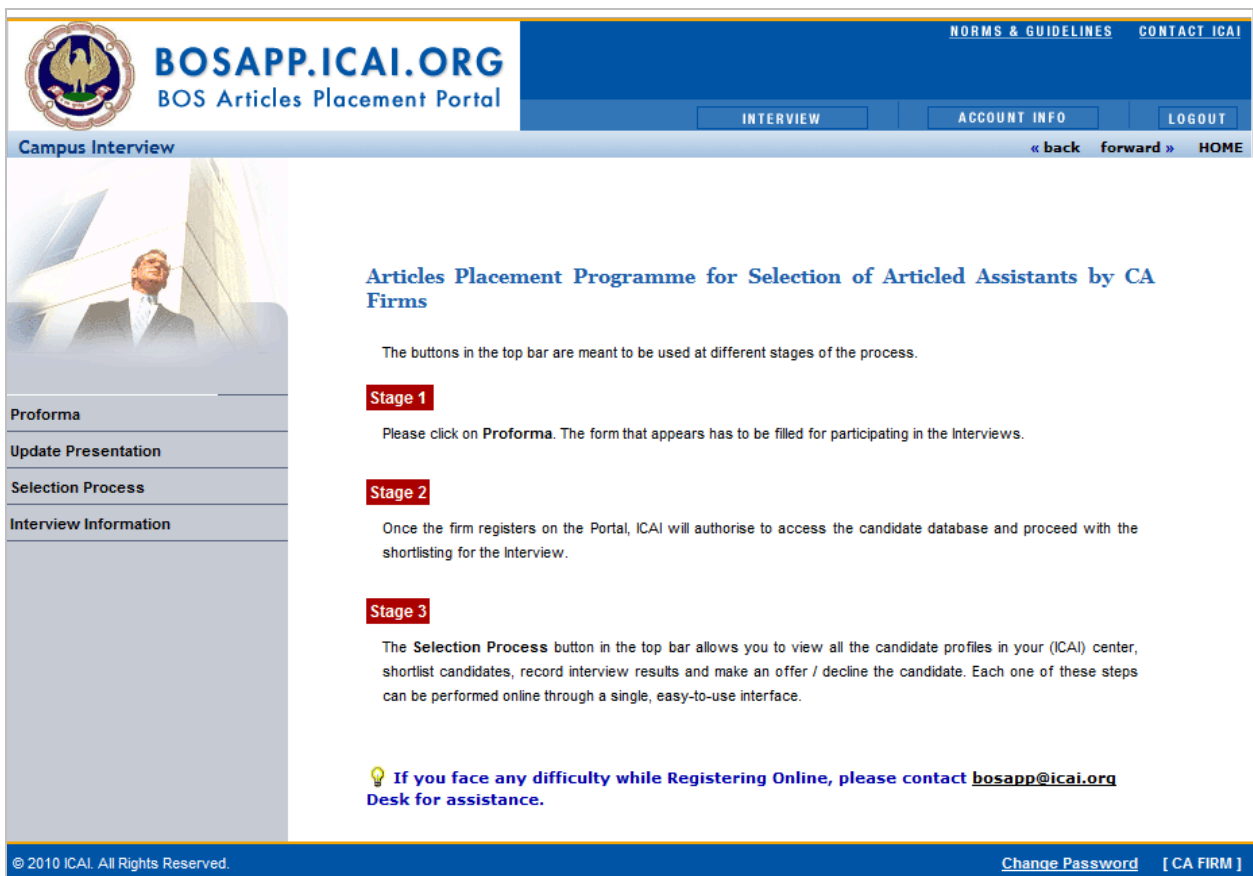 NORMS & GUIDELINES CONTACT ICAI
BOSAPP.ICAI.ORG
BOS Articles Placement Portal
INTERVIEW ACCOUNT INFO LOGOUT
Campus Interview « back forward » HOME
Articles Placement Programme for Selection of Articled Assistants by CA
Firms
The buttons in the top bar are meant to be used at different stages of the process.
Stage 1
Proforma
Please click on Proforma. The form that appears has to be filled for participating in the Interviews.
Update Presentation
Selection Process
Stage 2
Interview Information
Once the firm registers on the Portal, ICAI will authorise to access the candidate database and proceed with the
shortlisting for the Interview.
Stage 3
The Selection Process button in the top bar allows you to view all the candidate profiles in your (ICAI) center,
shortlist candidates, record interview results and make an offer / decline the candidate. Each one of these steps
can be performed online through a single, easy-to-use interface.
If you face any difficulty while Registering Online, please contact bosapp@icai.org
Desk for assistance.
© 2010 ICAI. All Rights Reserved. Change Password [ CA FIRM ]